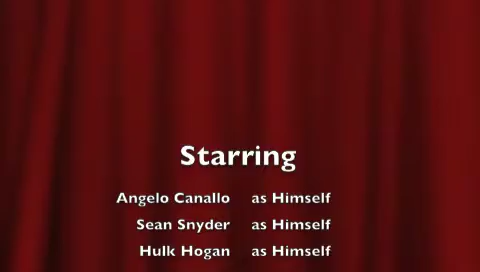 Starring
Angelo Canallo as Himself
Sean Snyder as Himself
Hulk Hogan as Himself